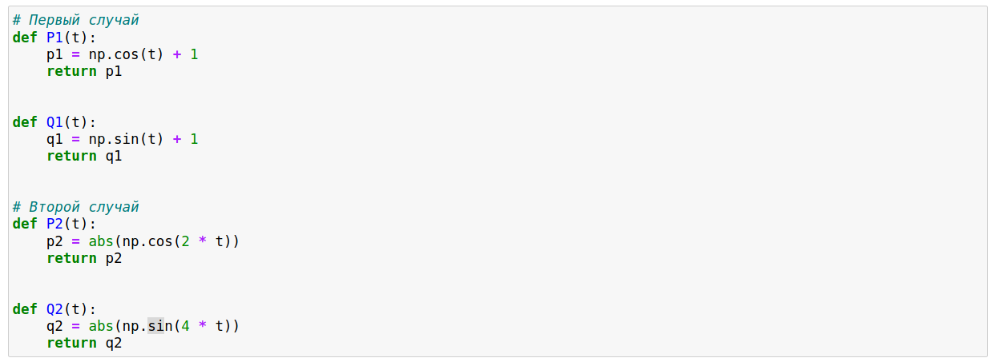 # Первый случай
def P1(t):
    p1 = np.cos(t) + 1
    return p1
def Q1(t):
    q1 = np.sin(t) + 1
    return q1
# Второй случай
def P2(t):
    p2 = abs(np.cos(2 * t))
    return p2
def Q2(t):
    q2 = abs(np.sin(4 * t))
    return q2